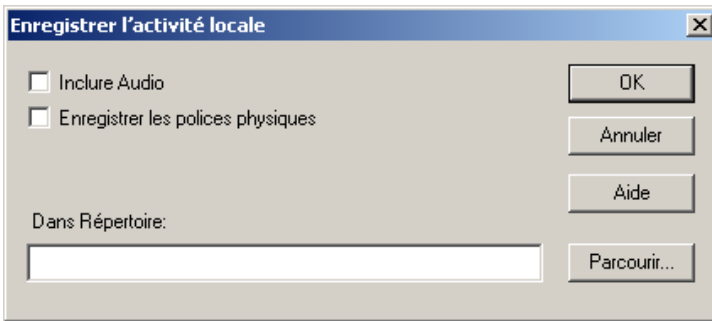 Enregistrer l'activité locale
Inclure Audio
OK
Enregistrer les polices physiques
Annuler
Aide
Dans Répertoire:
Parcourir...